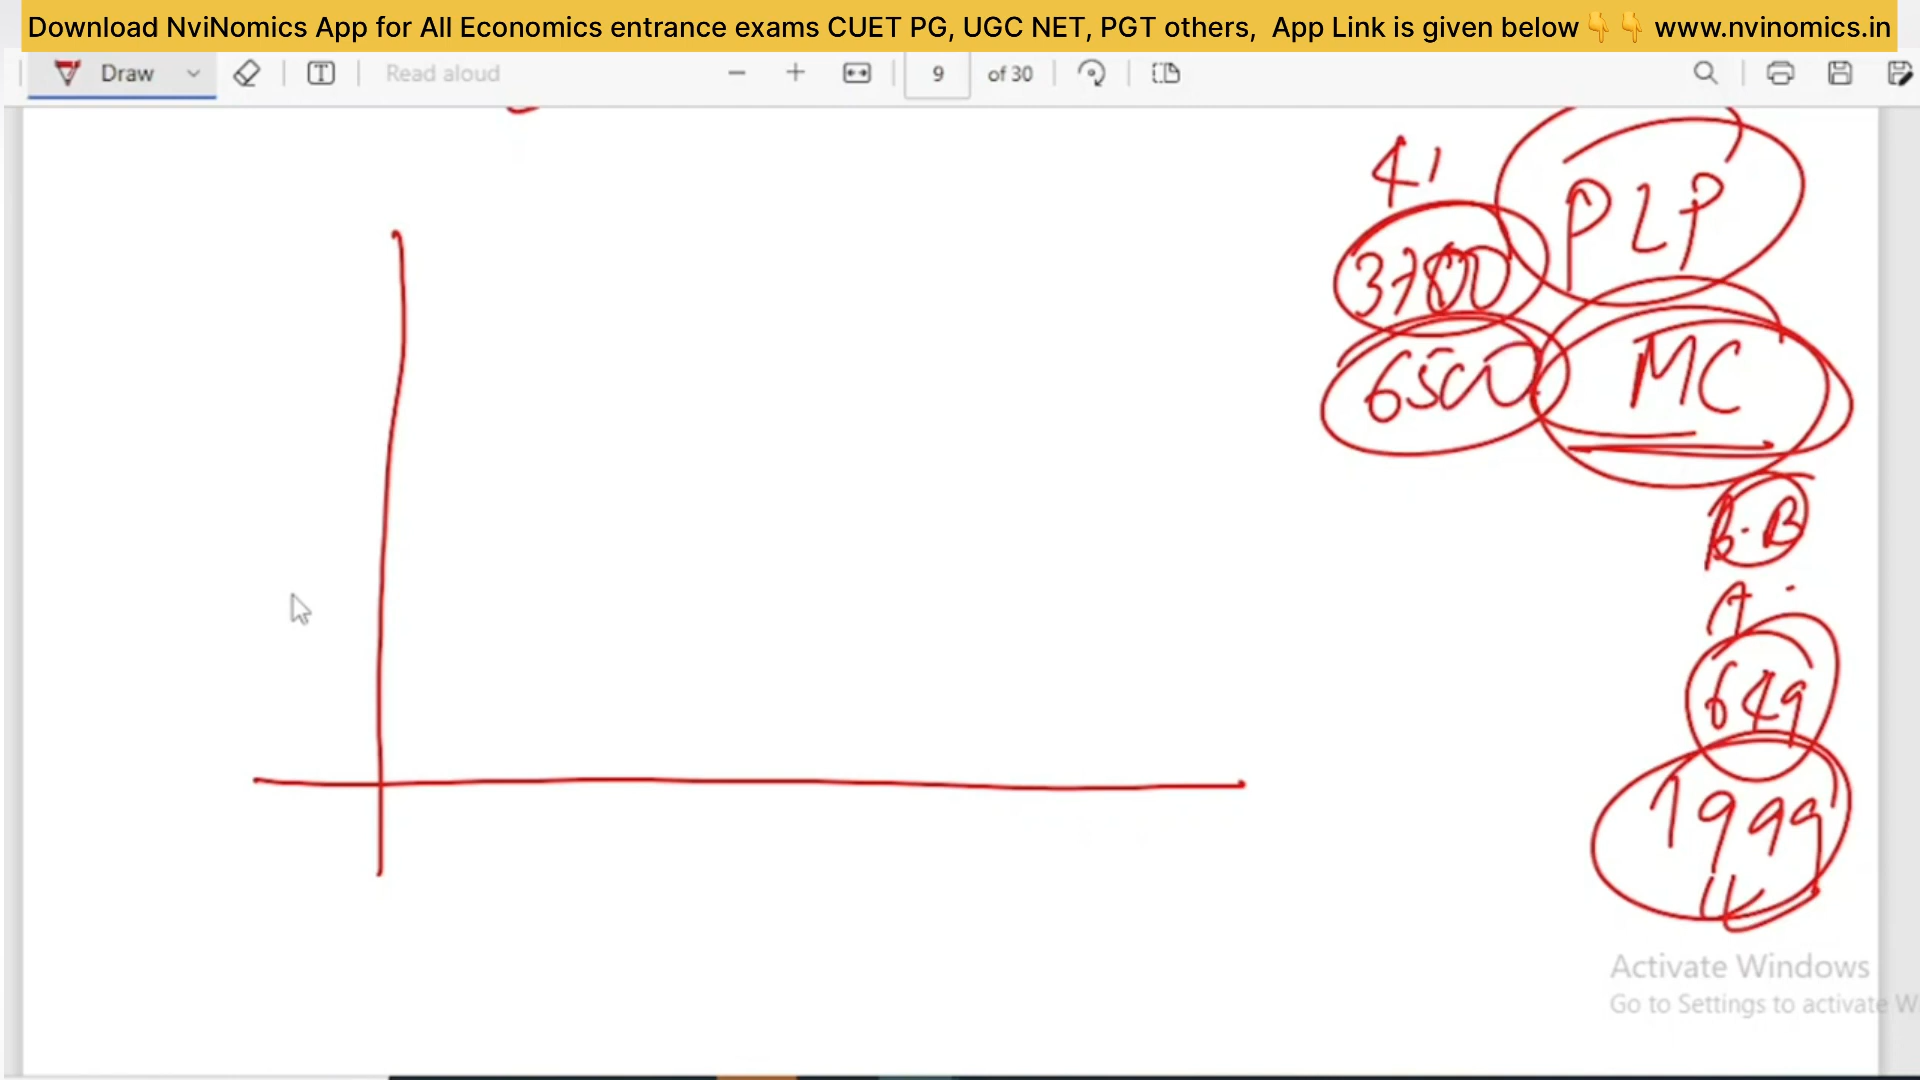 Download NviNomics App for All Economics entrance exams CUET PG, UGC NET, PGT others, App Link is given below👇👇 www.nvinomics.in
Draw
Read aloud
9 of 30
PLP
3780
6500 MC
B.B
A
649
1999
Activate Windows
Go to Settings to activate W